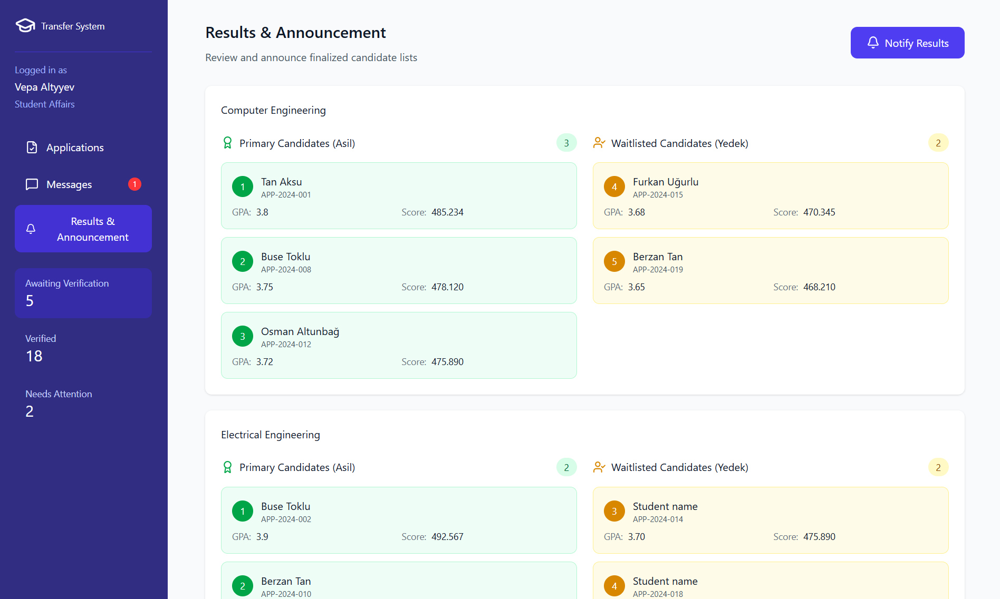 Transfer System
Logged in as
Vepa Altyyev
Student Affairs
Applications
Messages
1
Results &
Announcement
Awaiting Verification
5
Verified
18
Needs Attention
2
Results & Announcement
Review and announce finalized candidate lists
Notify Results
Computer Engineering
Primary Candidates (Asil)
3
1
Tan Aksu
APP-2024-001
GPA: 3.8
Score: 485.234
2
Buse Toklu
APP-2024-008
GPA: 3.75
Score: 478.120
3
Osman Altunbağ
APP-2024-012
GPA: 3.72
Score: 475.890
Waitlisted Candidates (Yedek)
2
4
Furkan Uğurlu
APP-2024-015
GPA: 3.68
Score: 470.345
5
Berzan Tan
APP-2024-019
GPA: 3.65
Score: 468.210
Electrical Engineering
Primary Candidates (Asil)
2
1
Buse Toklu
APP-2024-002
GPA: 3.9
Score: 492.567
2
Berzan Tan
APP-2024-010
Waitlisted Candidates (Yedek)
2
3
Student name
APP-2024-014
GPA: 3.70
Score: 475.890
4
Student name
APP-2024-018